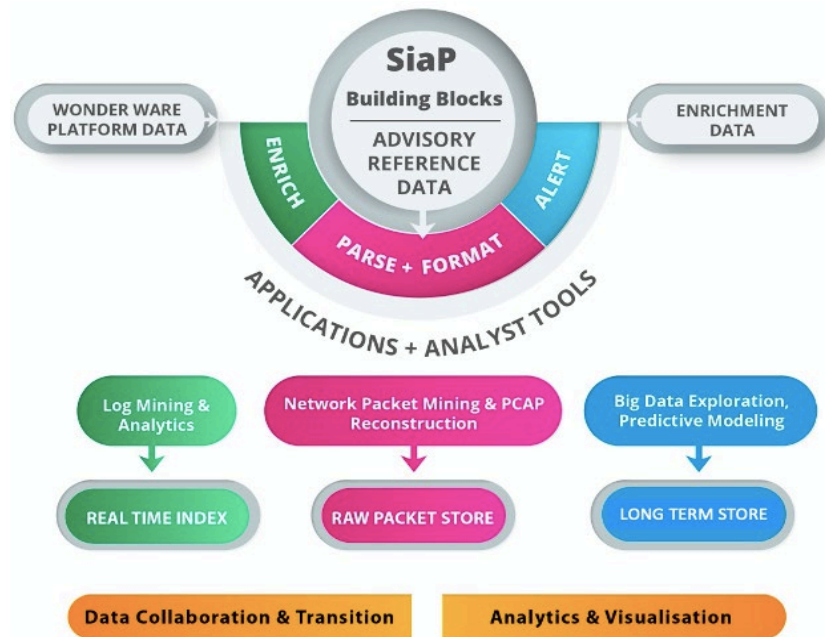 SiaP
Building Blocks
ADVISORY
REFERENCE
DATA
WONDER WARE
PLATFORM DATA
ENRICHMENT
DATA
ENRICH
PARSE + FORMAT
ALERT
APPLICATIONS + ANALYST TOOLS
Log Mining &
Analytics
Network Packet Mining & PCAP
Reconstruction
Big Data Exploration,
Predictive Modeling
REAL TIME INDEX
RAW PACKET STORE
LONG TERM STORE
Data Collaboration & Transition
Analytics & Visualisation